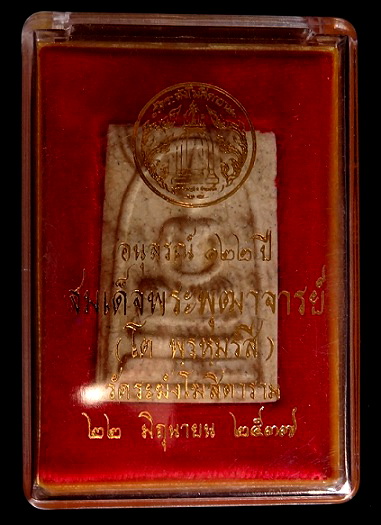 อนุสรณ์ ๑๒๒ ปี
สมเด็จพระพุฒาจารย์
(โต พฺรหฺมรํสี)
วัดระฆังโฆสิตาราม
๒๒ มิถุนายน ๒๕๓๗